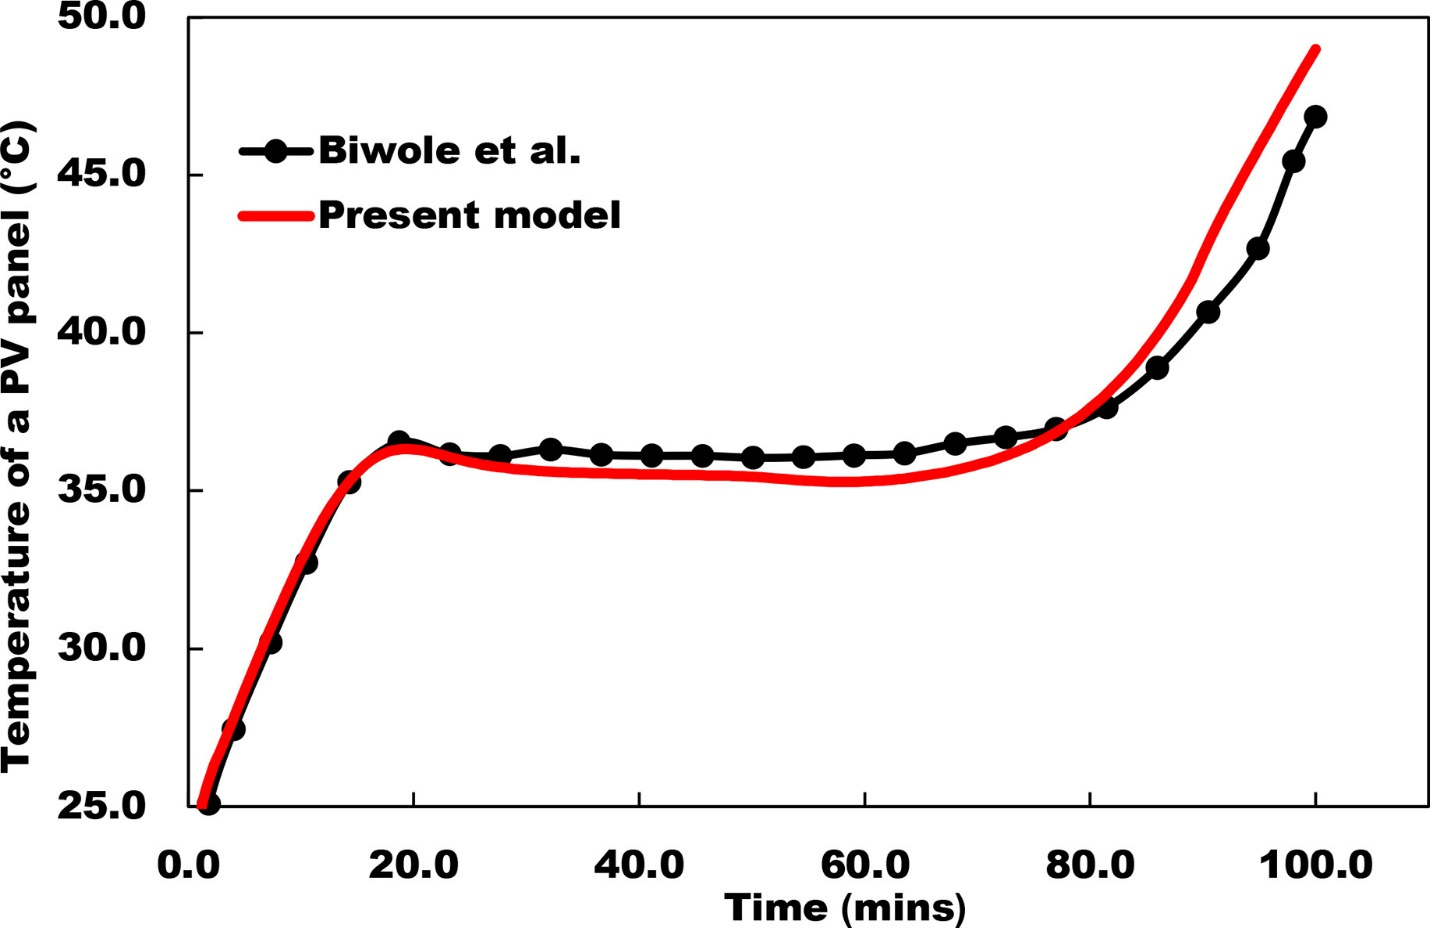 50.0
45.0
40.0
35.0
30.0
25.0
Temperature of a PV panel (°C)
Biwole et al.
Present model
0.0 20.0 40.0 60.0 80.0 100.0
Time (mins)